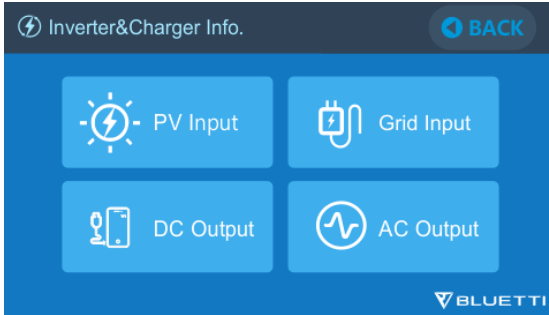 Inverter&Charger Info.
BACK
PV Input
Grid Input
DC Output
AC Output
BLUETTI